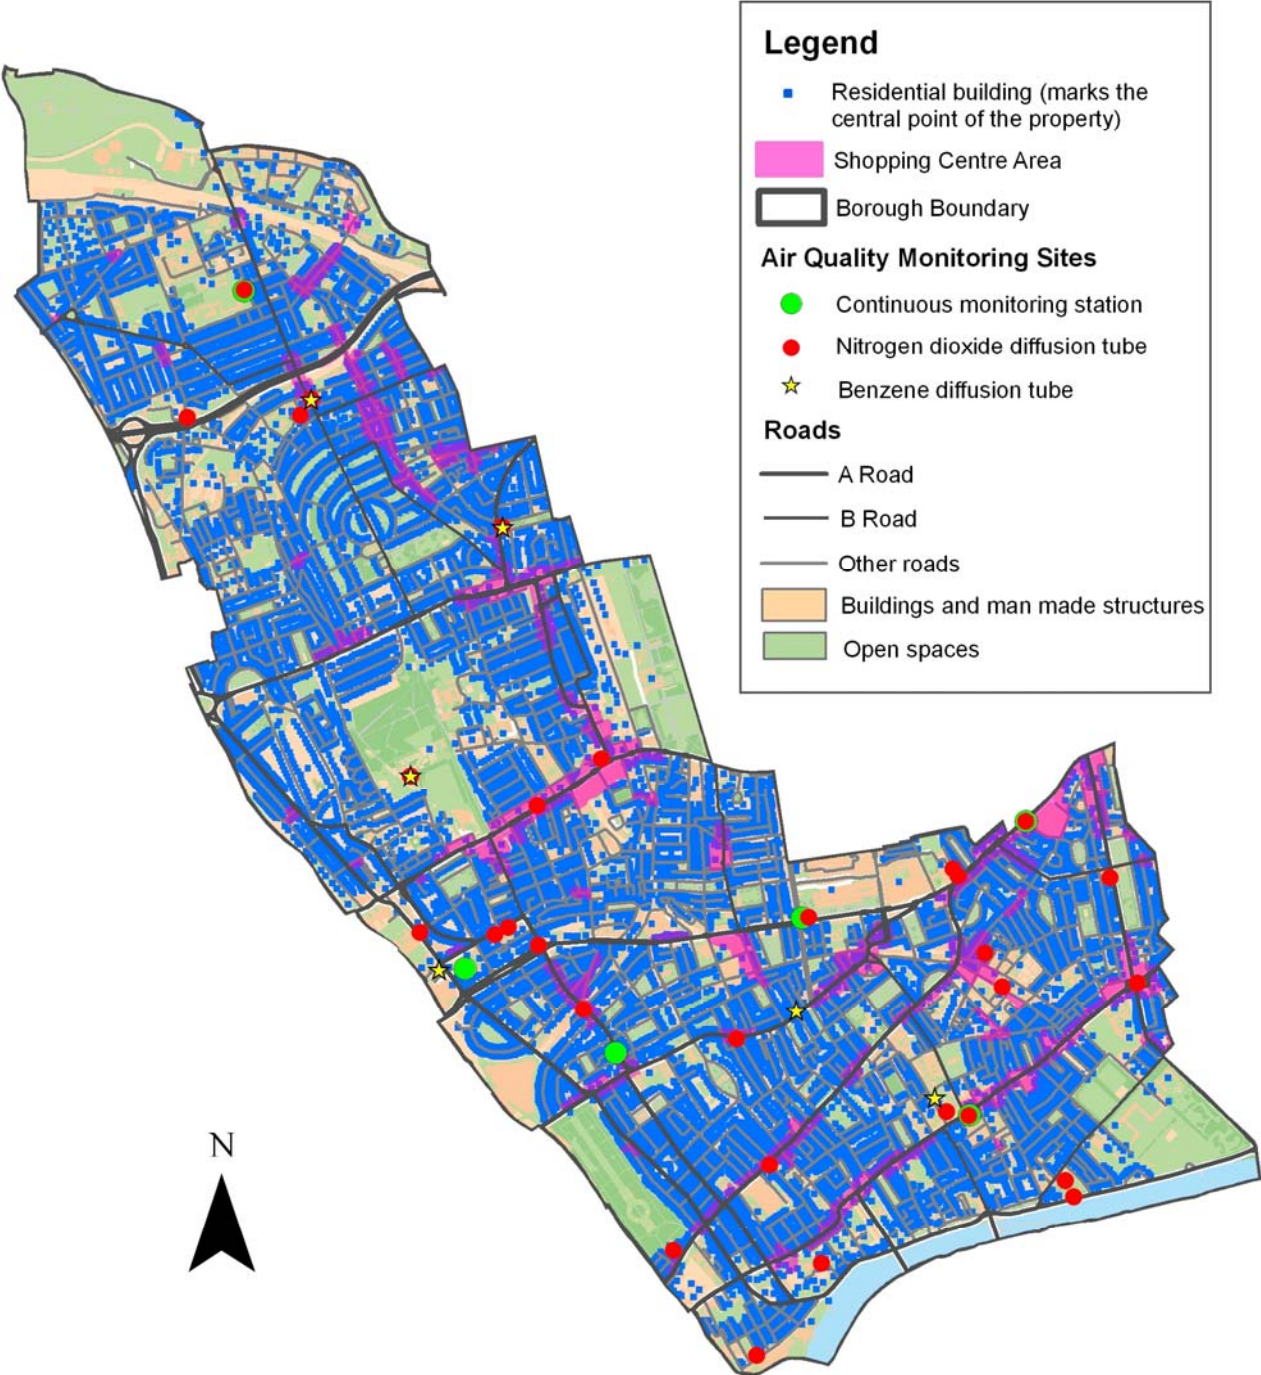 Legend
Residential building (marks the
central point of the property)
Shopping Centre Area
Borough Boundary
Air Quality Monitoring Sites
Continuous monitoring station
Nitrogen dioxide diffusion tube
Benzene diffusion tube
Roads
A Road
B Road
Other roads
Buildings and man made structures
Open spaces
N